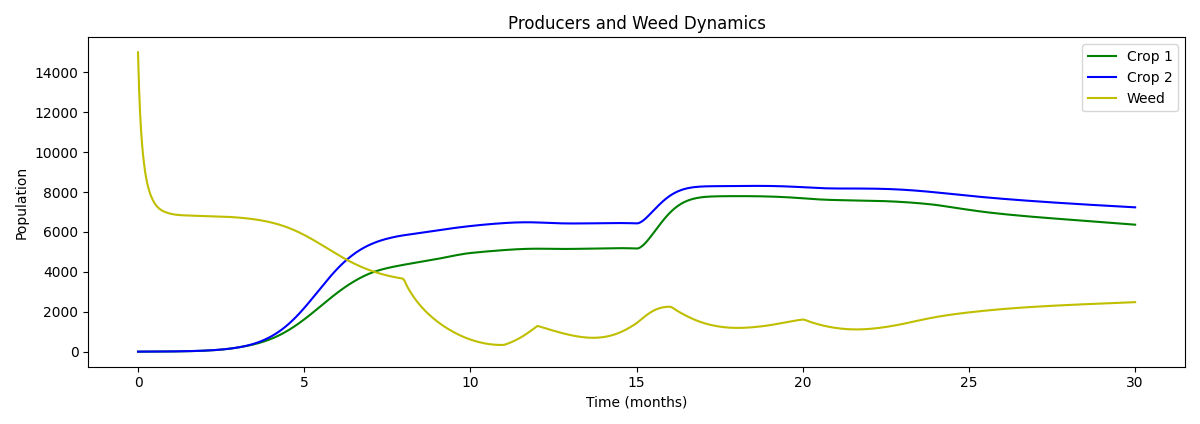 Producers and Weed Dynamics
Crop 1
Crop 2
Weed
Population
14000
12000
10000
8000
6000
4000
2000
0
0 5 10 15 20 25 30
Time (months)